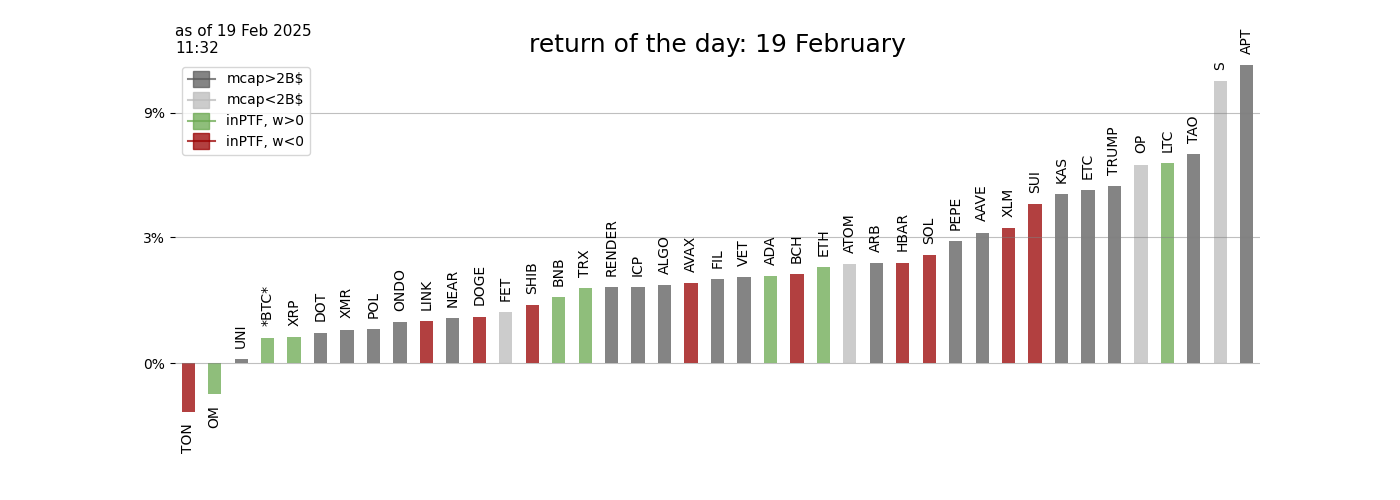 as of 19 Feb 2025
11:32
return of the day: 19 February
mcap>2B$
mcap<2B$
inPTF, w>0
inPTF, w<0
9%
3%
0%
TON
OM
UNI
*BTC*
XRP
DOT
XMR
POL
ONDO
LINK
NEAR
DOGE
FET
SHIB
BNB
TRX
RENDER
ICP
ALGO
AVAX
FIL
VET
ADA
BCH
ETH
ATOM
ARB
HBAR
SOL
PEPE
AAVE
XLM
SUI
KAS
ETC
TRUMP
OP
LTC
TAO
S
APT